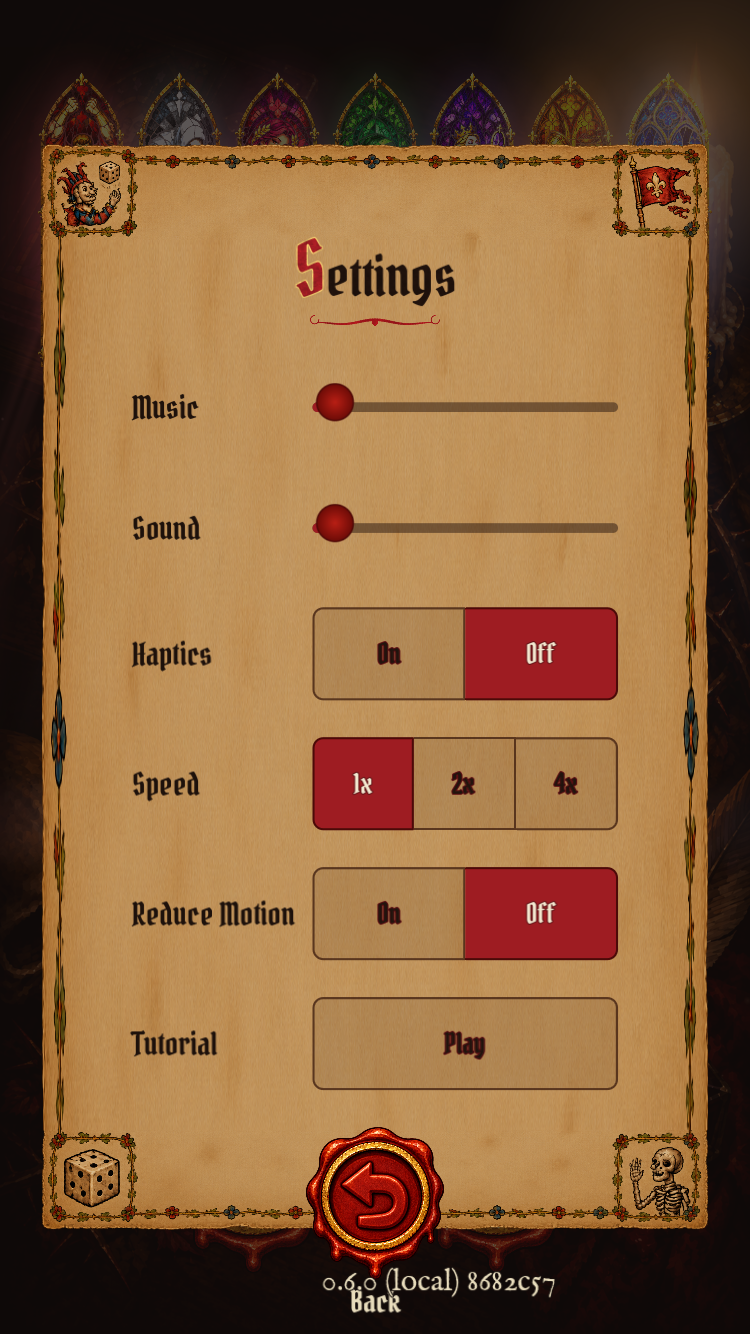 Settings
Music
Sound
Haptics On Off
Speed 1x 2x 4x
Reduce Motion On Off
Tutorial Play
0.6.0 (local) 8682c57
Back